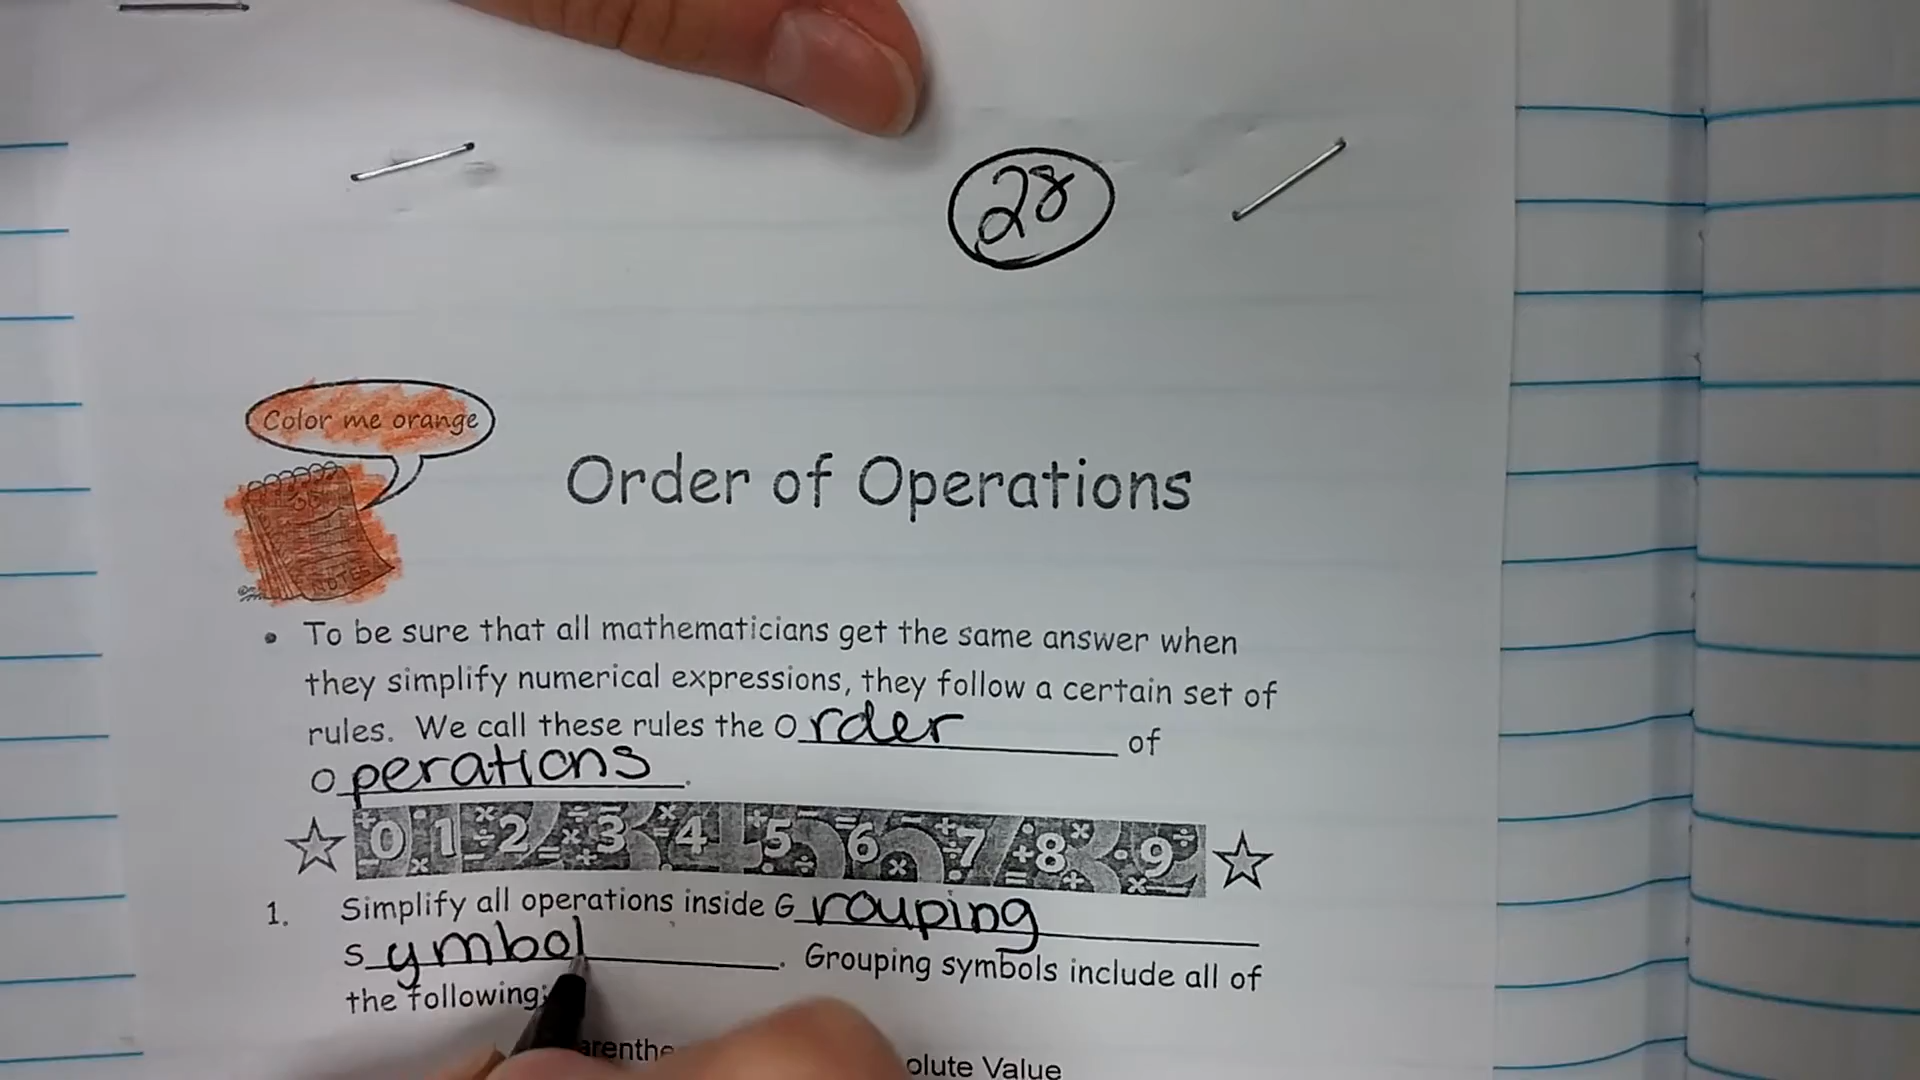 28
Color me orange
Order of Operations
NOTES
• To be sure that all mathematicians get the same answer when
they simplify numerical expressions, they follow a certain set of
rules. We call these rules the order of
operations.
0 1 2 3 4 5 6 7 8 9
1. Simplify all operations inside Grouping
Symbol. Grouping symbols include all of
the following:
Value